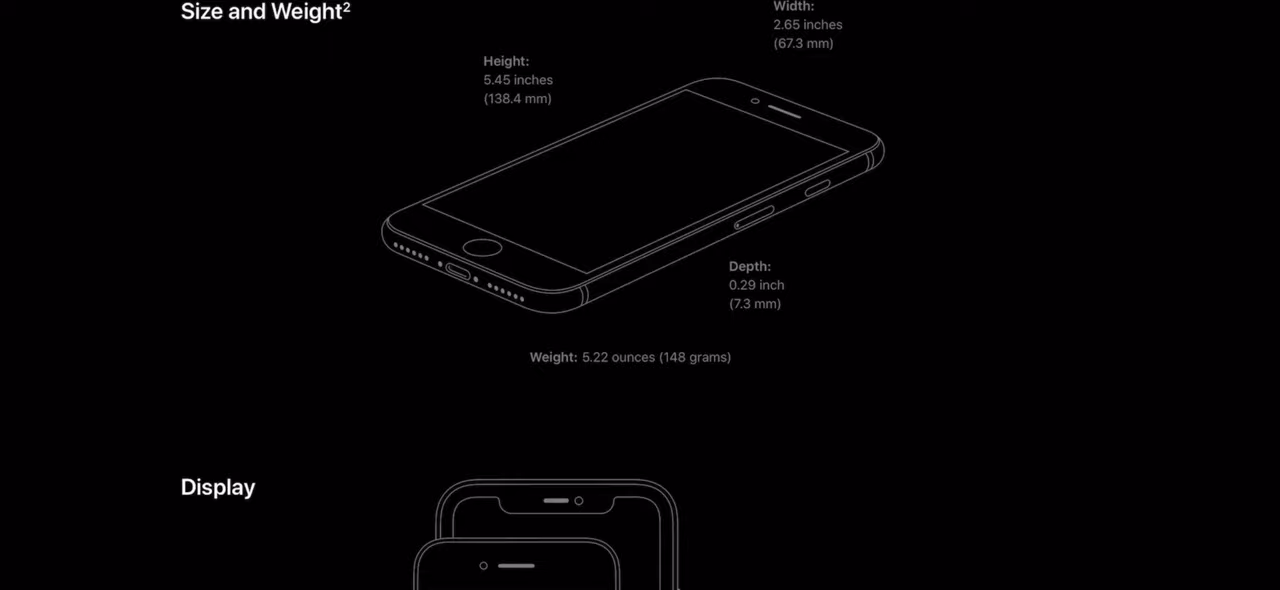 Size and Weight²
Width:
2.65 inches
(67.3 mm)
Height:
5.45 inches
(138.4 mm)
Depth:
0.29 inch
(7.3 mm)
Weight: 5.22 ounces (148 grams)
Display